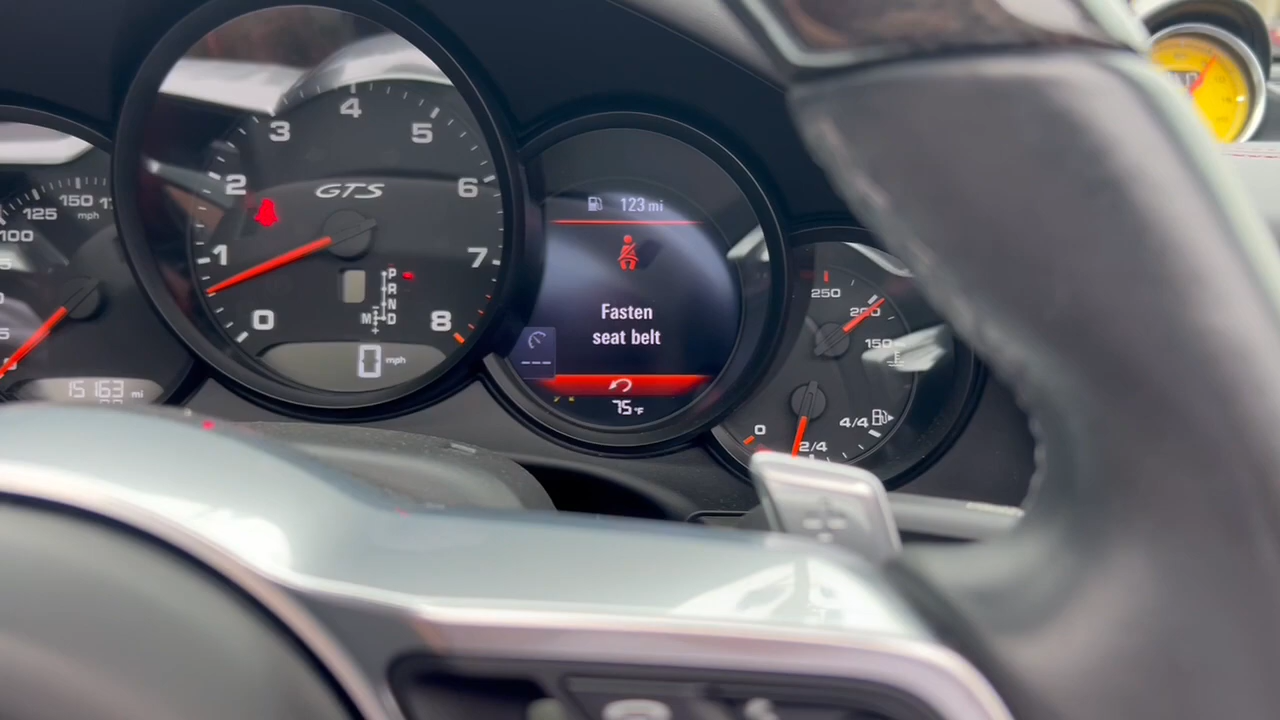 100
125
150
mph
15163 mi
0
1
2
3
4
5
6
7
8
GTS
P
R
N
M D
+
0 mph
123 mi
Fasten
seat belt
---
75°F
250
200
150
0
2/4
4/4